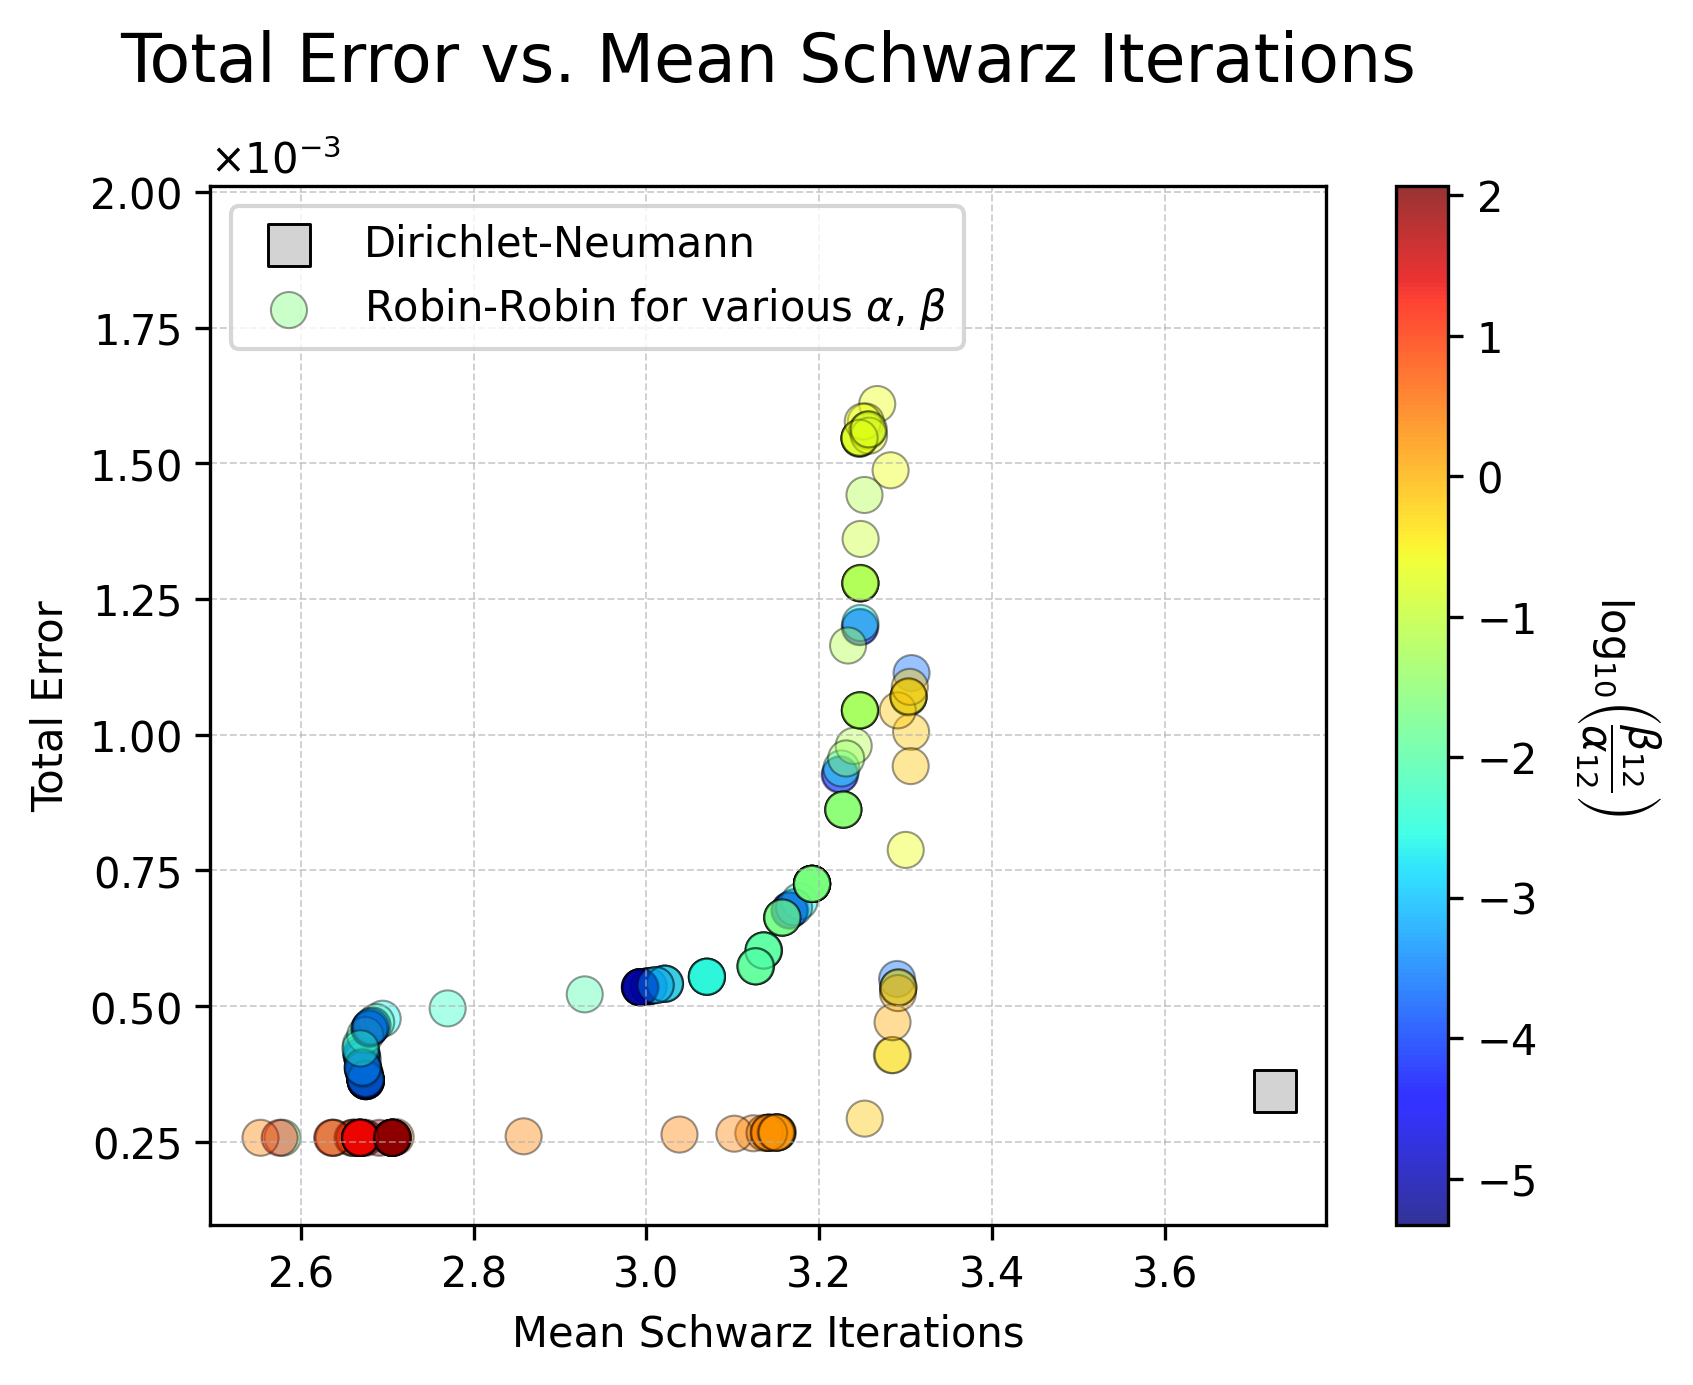 Total Error vs. Mean Schwarz Iterations
×10⁻³
2.00
1.75
1.50
1.25
1.00
0.75
0.50
0.25
Total Error
Dirichlet-Neumann
Robin-Robin for various α, β
2.6 2.8 3.0 3.2 3.4 3.6
Mean Schwarz Iterations
2
1
0
−1
−2
−3
−4
−5
log₁₀(β₁₂/α₁₂)